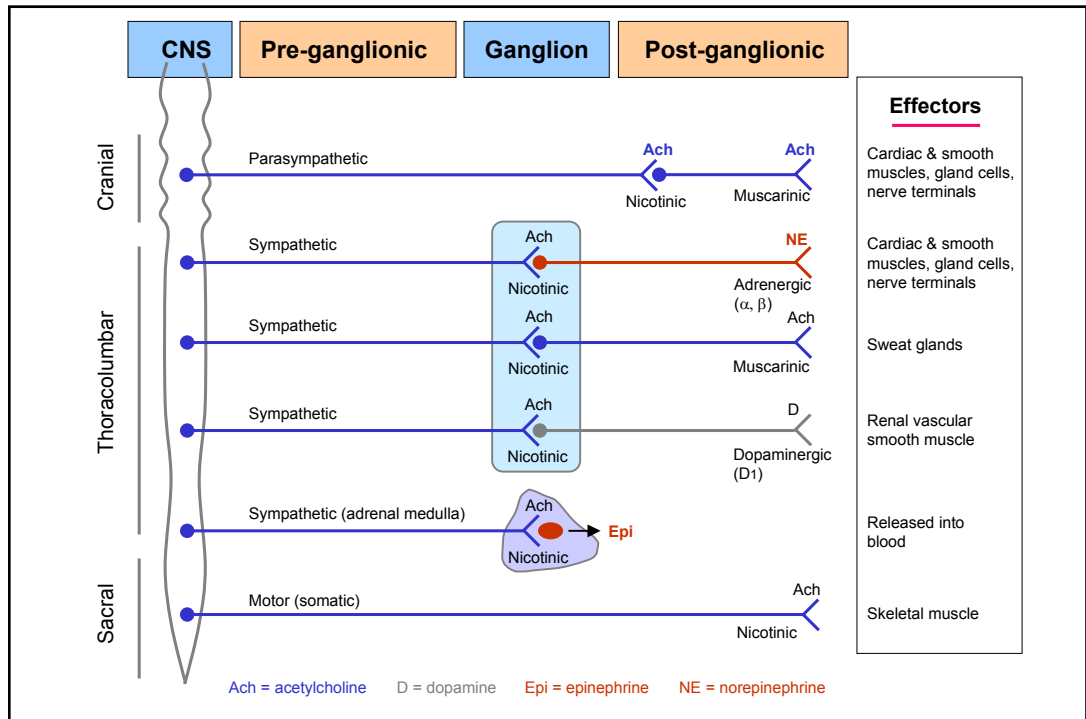 CNS
Pre-ganglionic
Ganglion
Post-ganglionic
Effectors
Cranial
Parasympathetic
Ach
Nicotinic
Ach
Muscarinic
Cardiac & smooth
muscles, gland cells,
nerve terminals
Thoracolumbar
Sympathetic
Ach
Nicotinic
NE
Adrenergic
(α, β)
Cardiac & smooth
muscles, gland cells,
nerve terminals
Sympathetic
Ach
Nicotinic
Ach
Muscarinic
Sweat glands
Sympathetic
Ach
Nicotinic
D
Dopaminergic
(D1)
Renal vascular
smooth muscle
Sympathetic (adrenal medulla)
Ach
Nicotinic
Epi
Released into
blood
Sacral
Motor (somatic)
Ach
Nicotinic
Skeletal muscle
Ach = acetylcholine D = dopamine Epi = epinephrine NE = norepinephrine